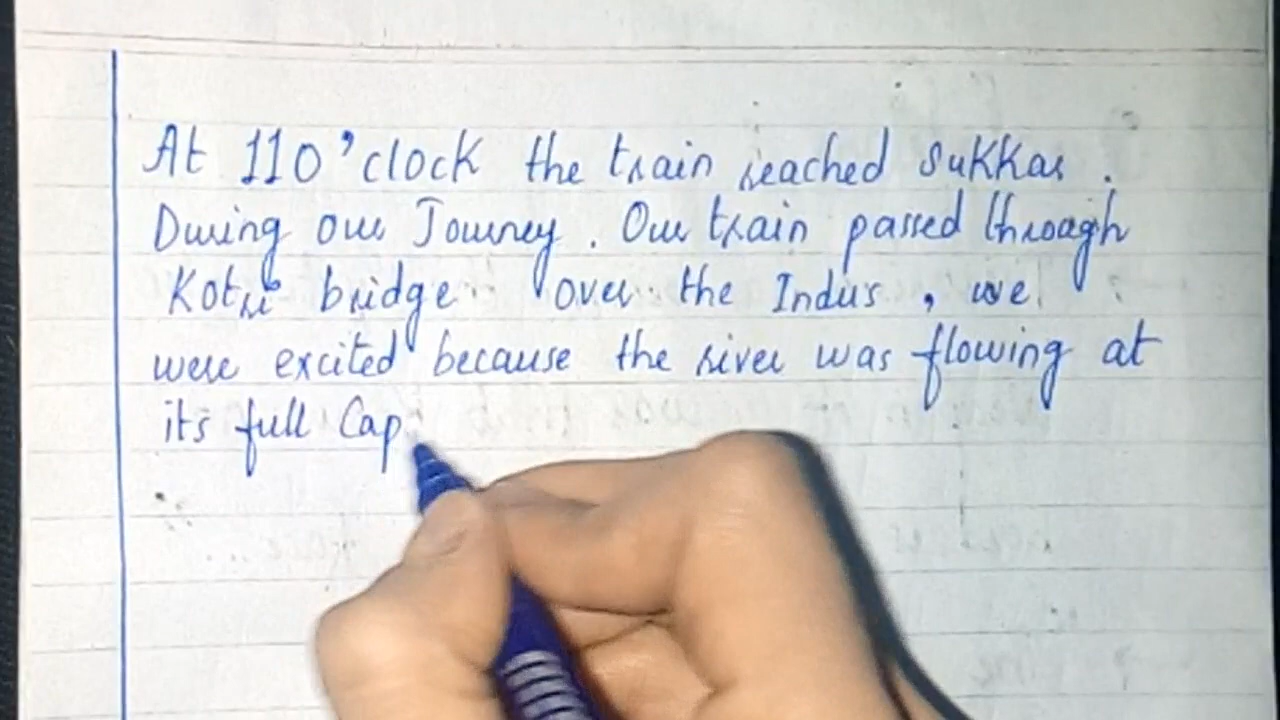 At 11O'clock the train reached Sukkar .
During our Journey . Our train passed through
Kotri bridge over the Indus , we
were excited because the river was flowing at
its full Cap